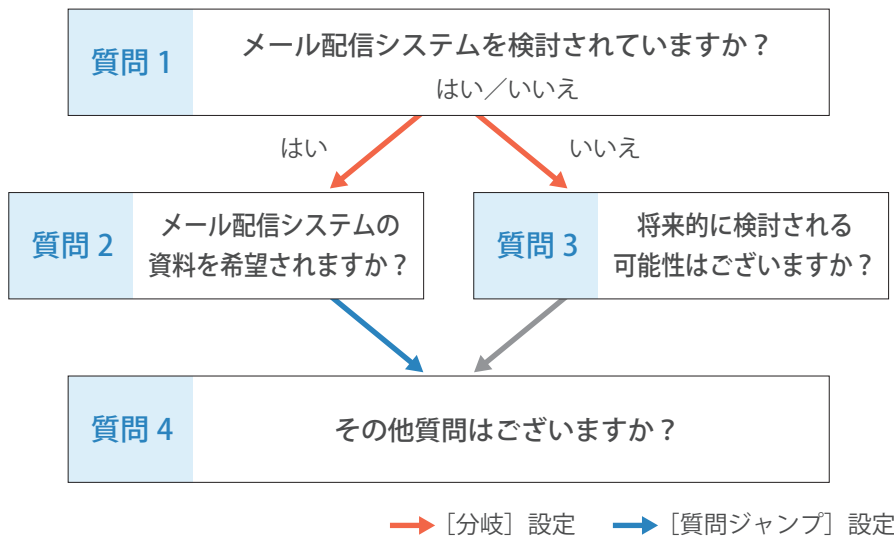 質問 1
メール配信システムを検討されていますか？
はい／いいえ
はい
いいえ
質問 2
メール配信システムの
資料を希望されますか？
質問 3
将来的に検討される
可能性はございますか？
質問 4
その他質問はございますか？
［分岐］設定
［質問ジャンプ］設定